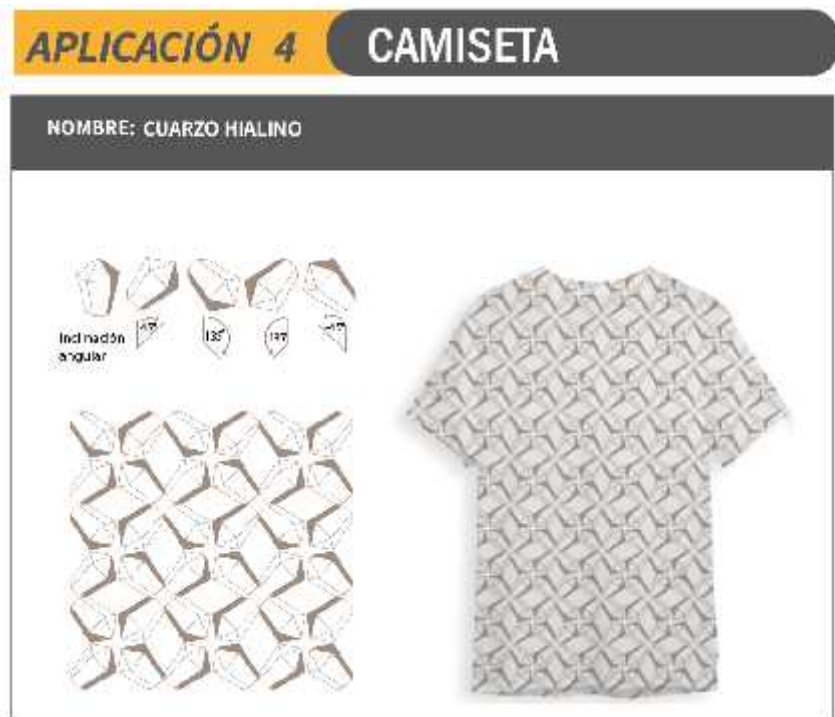 APLICACIÓN 4 CAMISETA
NOMBRE: CUARZO HIALINO
Inclinación
angular
135°